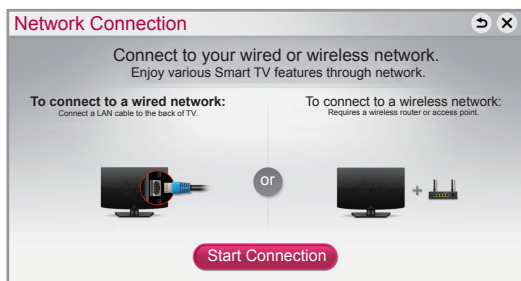 Network Connection
Connect to your wired or wireless network.
Enjoy various Smart TV features through network.
To connect to a wired network:
Connect a LAN cable to the back of TV.
To connect to a wireless network:
Requires a wireless router or access point.
or
Start Connection